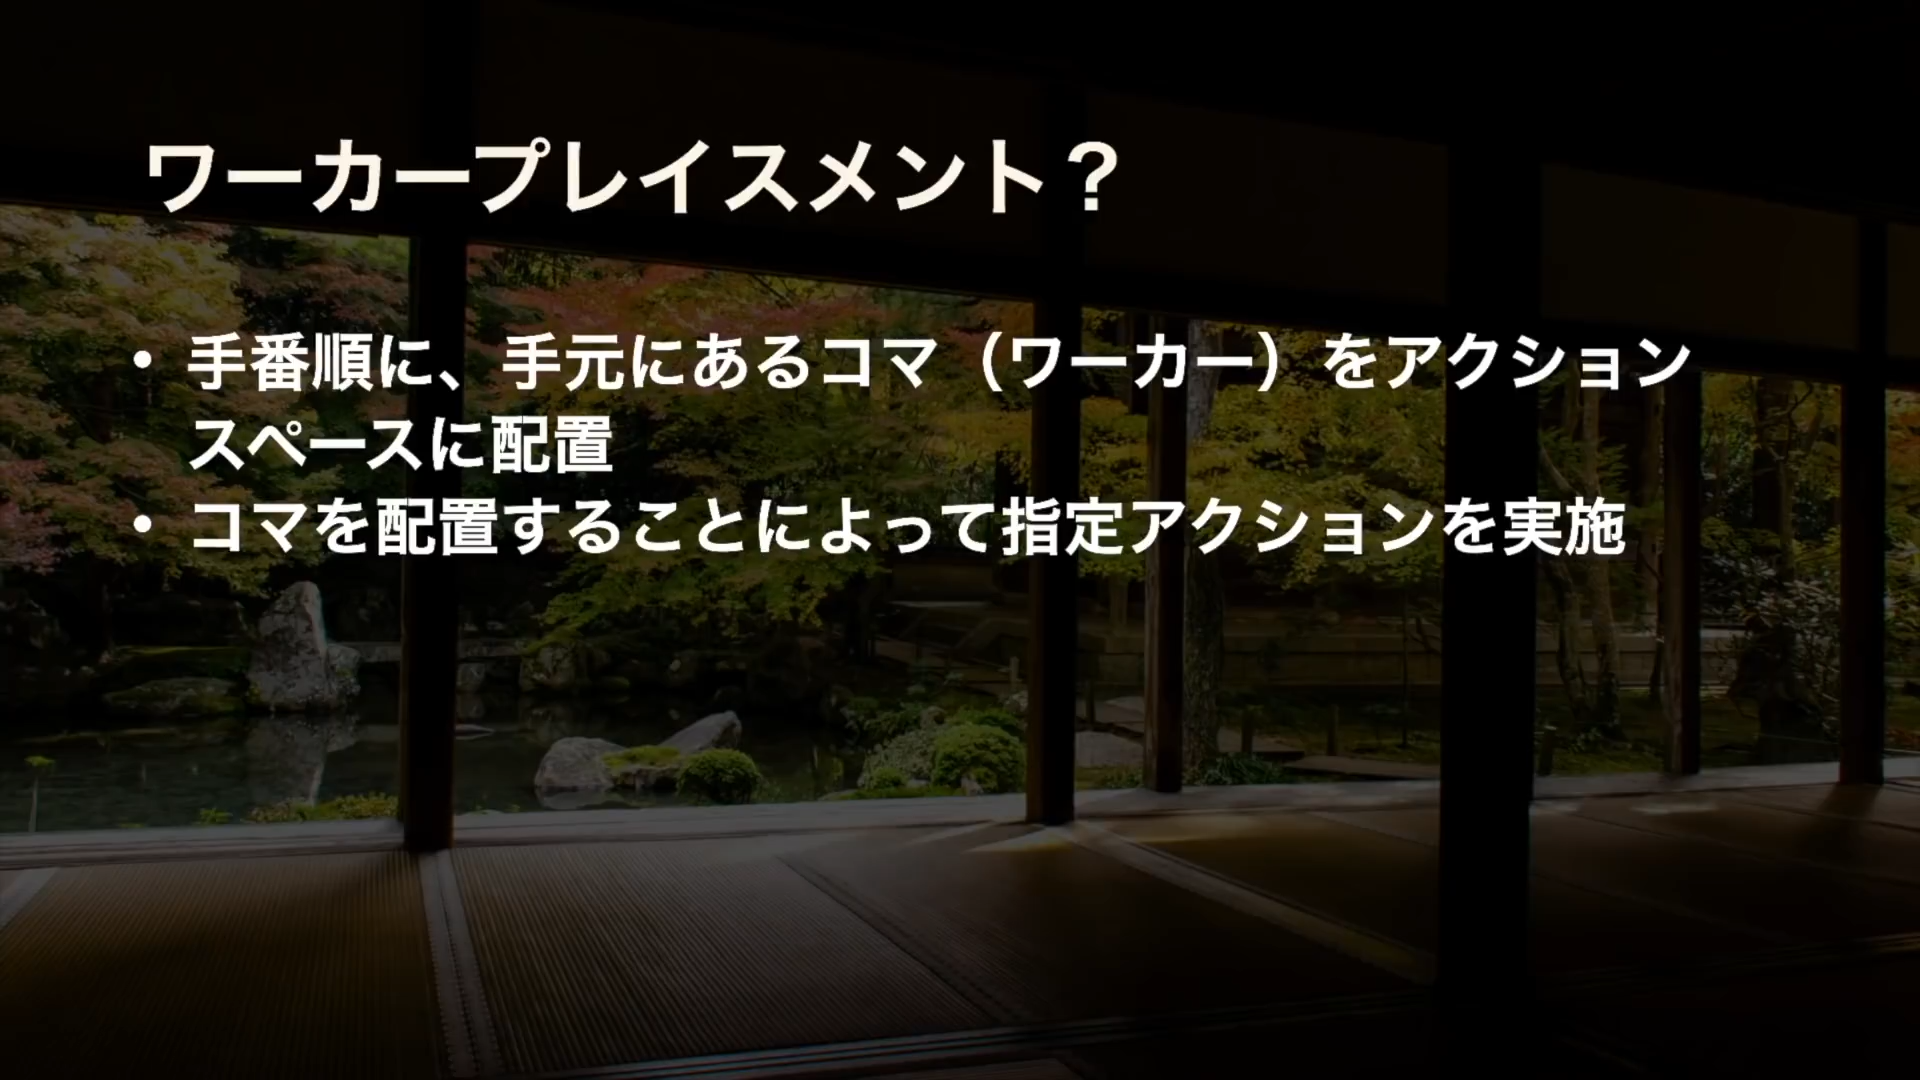 ワーカープレイスメント？
• 手番順に、手元にあるコマ（ワーカー）をアクション
スペースに配置
• コマを配置することによって指定アクションを実施